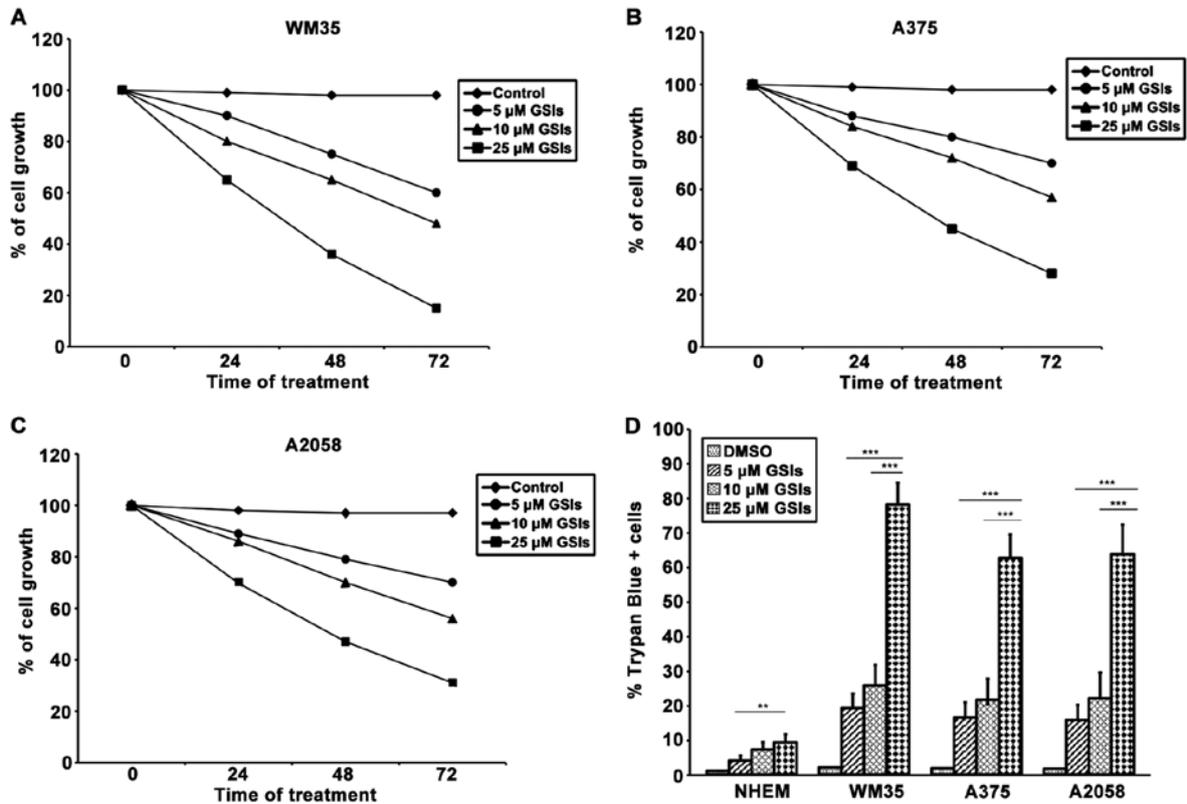 A
WM35
120
100
80
60
40
20
0
% of cell growth
0 24 48 72
Time of treatment
Control
5 µM GSIs
10 µM GSIs
25 µM GSIs
B
A375
120
100
80
60
40
20
0
% of cell growth
0 24 48 72
Time of treatment
Control
5 µM GSIs
10 µM GSIs
25 µM GSIs
C
A2058
120
100
80
60
40
20
0
% of cell growth
0 24 48 72
Time of treatment
Control
5 µM GSIs
10 µM GSIs
25 µM GSIs
D
100
90
80
70
60
50
40
30
20
10
0
% Trypan Blue + cells
DMSO
5 µM GSIs
10 µM GSIs
25 µM GSIs
**
***
***
***
***
***
***
NHEM WM35 A375 A2058